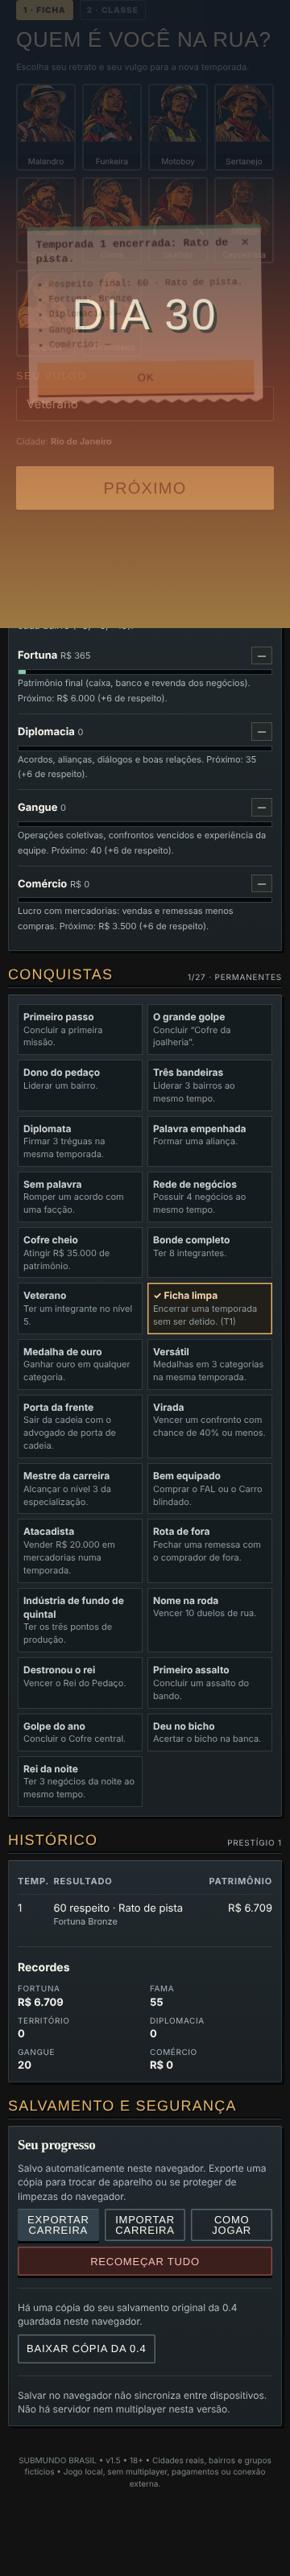 1 · FICHA
2 · CLASSE
QUEM É VOCÊ NA RUA?
Escolha seu retrato e seu vulgo para a nova temporada.
Malandro
Funkeira
Motoboy
Sertanejo
Temporada 1 encerrada: Rato de
pista.
×
• Respeito final: 60 · Rato de pista.
• Fortuna: Bronze
• Diplomacia: —
• Gangue: —
• Comércio: —
DIA 30
OK
SEU VULGO
Veterano
Cidade: Rio de Janeiro
PRÓXIMO
Fortuna R$ 365
—
Patrimônio final (caixa, banco e revenda dos negócios).
Próximo: R$ 6.000 (+6 de respeito).
Diplomacia 0
—
Acordos, alianças, diálogos e boas relações. Próximo: 35
(+6 de respeito).
Gangue 0
—
Operações coletivas, confrontos vencidos e experiência da
equipe. Próximo: 40 (+6 de respeito).
Comércio R$ 0
—
Lucro com mercadorias: vendas e remessas menos
compras. Próximo: R$ 3.500 (+6 de respeito).
CONQUISTAS
1/27 · PERMANENTES
Primeiro passo
Concluir a primeira
missão.
O grande golpe
Concluir “Cofre da
joalheria”.
Dono do pedaço
Liderar um bairro.
Três bandeiras
Liderar 3 bairros ao
mesmo tempo.
Diplomata
Firmar 3 tréguas na
mesma temporada.
Palavra empenhada
Formar uma aliança.
Sem palavra
Romper um acordo com
uma facção.
Rede de negócios
Possuir 4 negócios ao
mesmo tempo.
Cofre cheio
Atingir R$ 35.000 de
patrimônio.
Bonde completo
Ter 8 integrantes.
Veterano
Ter um integrante no nível
5.
✓ Ficha limpa
Encerrar uma temporada
sem ser detido. (T1)
Medalha de ouro
Ganhar ouro em qualquer
categoria.
Versátil
Medalhas em 3 categorias
na mesma temporada.
Porta da frente
Sair da cadeia com o
advogado de porta de
cadeia.
Virada
Vencer um confronto com
chance de 40% ou menos.
Mestre da carreira
Alcançar o nível 3 da
especialização.
Bem equipado
Comprar o FAL ou o Carro
blindado.
Atacadista
Vender R$ 20.000 em
mercadorias numa
temporada.
Rota de fora
Fechar uma remessa com
o comprador de fora.
Indústria de fundo de
quintal
Ter os três pontos de
produção.
Nome na roda
Vencer 10 duelos de rua.
Destronou o rei
Vencer o Rei do Pedaço.
Primeiro assalto
Concluir um assalto do
bando.
Golpe do ano
Concluir o Cofre central.
Deu no bicho
Acertar o bicho na banca.
Rei da noite
Ter 3 negócios da noite ao
mesmo tempo.
HISTÓRICO
PRESTÍGIO 1
TEMP. RESULTADO PATRIMÔNIO
1 60 respeito · Rato de pista R$ 6.709
Fortuna Bronze
Recordes
FORTUNA
R$ 6.709
FAMA
55
TERRITÓRIO
0
DIPLOMACIA
0
GANGUE
20
COMÉRCIO
R$ 0
SALVAMENTO E SEGURANÇA
Seu progresso
Salvo automaticamente neste navegador. Exporte uma
cópia para trocar de aparelho ou se proteger de
limpezas do navegador.
EXPORTAR
CARREIRA
IMPORTAR
CARREIRA
COMO
JOGAR
RECOMEÇAR TUDO
Há uma cópia do seu salvamento original da 0.4
guardada neste navegador.
BAIXAR CÓPIA DA 0.4
Salvar no navegador não sincroniza entre dispositivos.
Não há servidor nem multiplayer nesta versão.
SUBMUNDO BRASIL • v1.5 • 18+ • Cidades reais, bairros e grupos
fictícios • Jogo local, sem multiplayer, pagamentos ou conexão
externa.